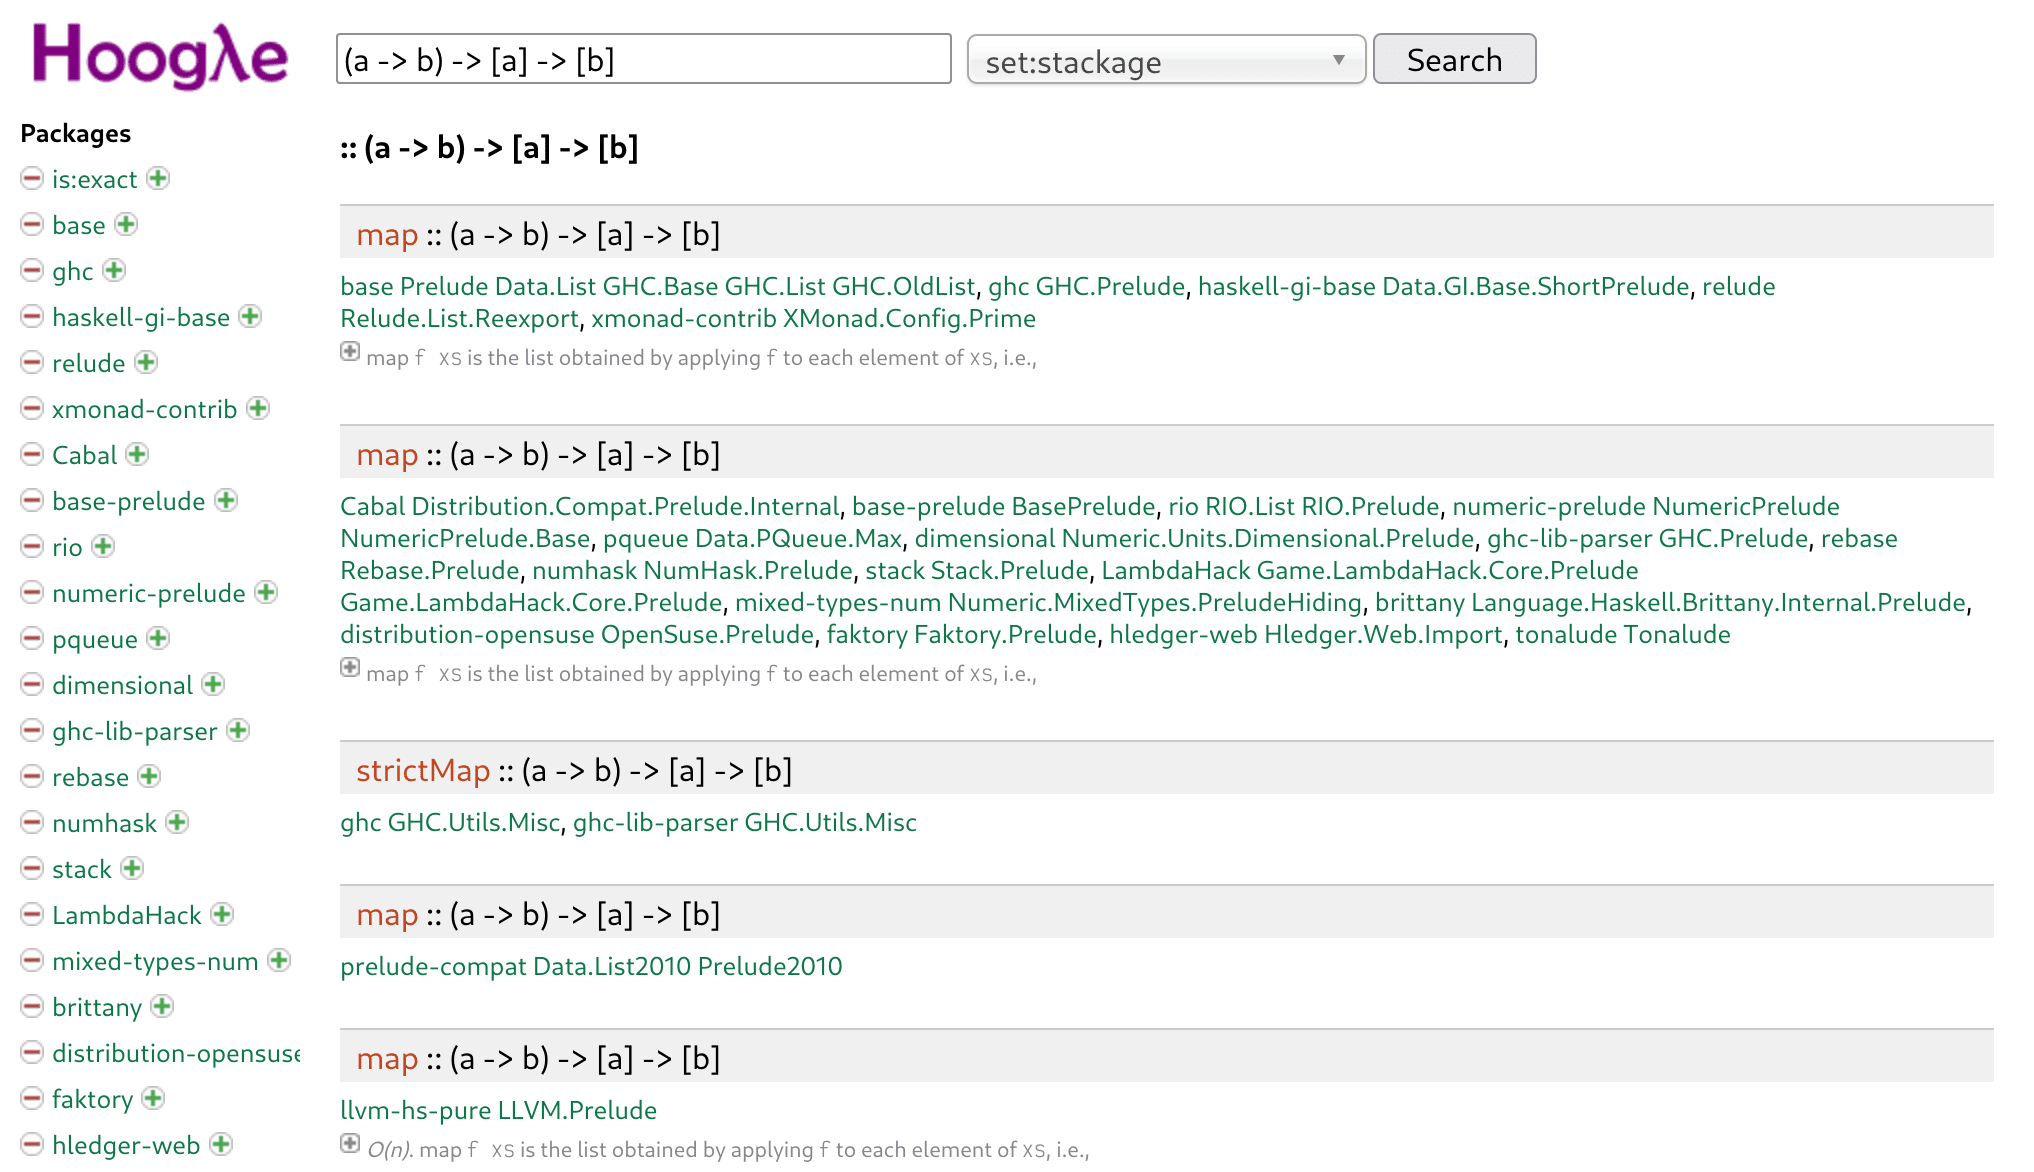 Hoogλe
(a -> b) -> [a] -> [b]
set:stackage
Search
Packages
is:exact
base
ghc
haskell-gi-base
relude
xmonad-contrib
Cabal
base-prelude
rio
numeric-prelude
pqueue
dimensional
ghc-lib-parser
rebase
numhask
stack
LambdaHack
mixed-types-num
brittany
distribution-opensuse
faktory
hledger-web
:: (a -> b) -> [a] -> [b]
map :: (a -> b) -> [a] -> [b]
base Prelude Data.List GHC.Base GHC.List GHC.OldList, ghc GHC.Prelude, haskell-gi-base Data.GI.Base.ShortPrelude, relude
Relude.List.Reexport, xmonad-contrib XMonad.Config.Prime
map f xs is the list obtained by applying f to each element of xs, i.e.,
map :: (a -> b) -> [a] -> [b]
Cabal Distribution.Compat.Prelude.Internal, base-prelude BasePrelude, rio RIO.List RIO.Prelude, numeric-prelude NumericPrelude
NumericPrelude.Base, pqueue Data.PQueue.Max, dimensional Numeric.Units.Dimensional.Prelude, ghc-lib-parser GHC.Prelude, rebase
Rebase.Prelude, numhask NumHask.Prelude, stack Stack.Prelude, LambdaHack Game.LambdaHack.Core.Prelude
Game.LambdaHack.Core.Prelude, mixed-types-num Numeric.MixedTypes.PreludeHiding, brittany Language.Haskell.Brittany.Internal.Prelude,
distribution-opensuse OpenSuse.Prelude, faktory Faktory.Prelude, hledger-web Hledger.Web.Import, tonalude Tonalude
map f xs is the list obtained by applying f to each element of xs, i.e.,
strictMap :: (a -> b) -> [a] -> [b]
ghc GHC.Utils.Misc, ghc-lib-parser GHC.Utils.Misc
map :: (a -> b) -> [a] -> [b]
prelude-compat Data.List2010 Prelude2010
map :: (a -> b) -> [a] -> [b]
llvm-hs-pure LLVM.Prelude
O(n). map f xs is the list obtained by applying f to each element of xs, i.e.,